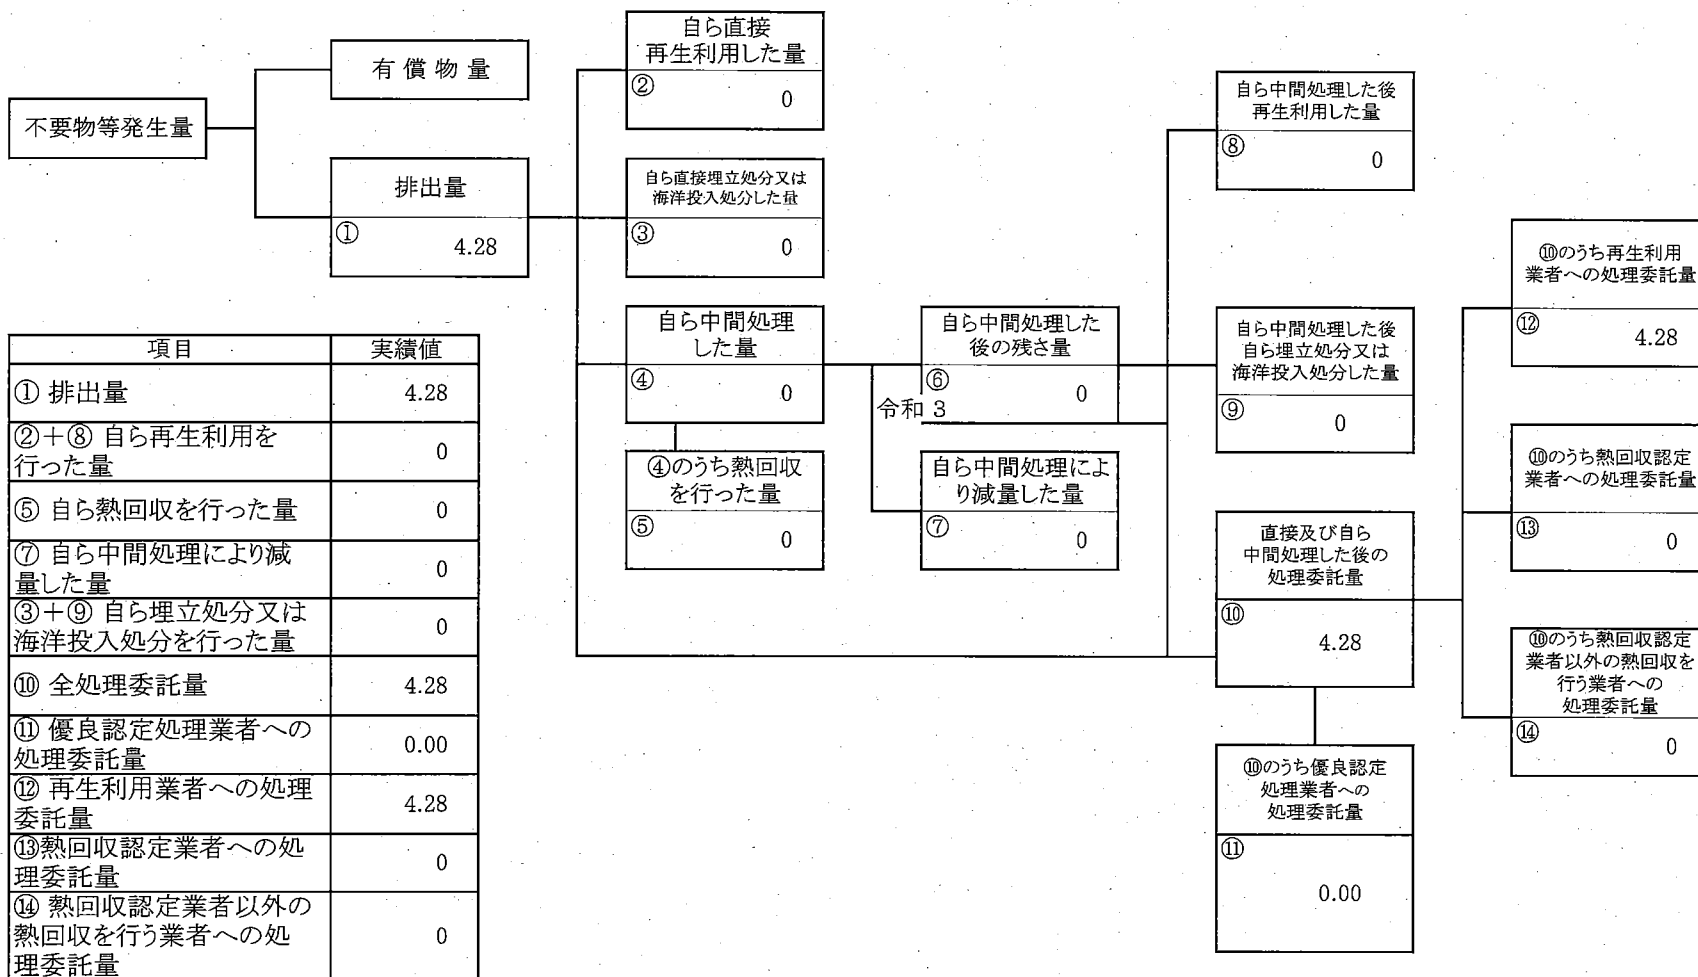 不要物等発生量
有 償 物 量
排出量
①
4.28
自ら直接
再生利用した量
②
0
自ら直接埋立処分又は
海洋投入処分した量
③
0
自ら中間処理
した量
④
0
④のうち熱回収
を行った量
⑤
0
自ら中間処理した
後の残さ量
⑥
0
令和 3
自ら中間処理によ
り減量した量
⑦
0
自ら中間処理した後
再生利用した量
⑧
0
自ら中間処理した後
自ら埋立処分又は
海洋投入処分した量
⑨
0
直接及び自ら
中間処理した後の
処理委託量
⑩
4.28
⑩のうち優良認定
処理業者への
処理委託量
⑪
0.00
⑩のうち再生利用
業者への処理委託量
⑫
4.28
⑩のうち熱回収認定
業者への処理委託量
⑬
0
⑩のうち熱回収認定
業者以外の熱回収を
行う業者への
処理委託量
⑭
0
項目 実績値
① 排出量 4.28
②+⑧ 自ら再生利用を
行った量 0
⑤ 自ら熱回収を行った量 0
⑦ 自ら中間処理により減
量した量 0
③+⑨ 自ら埋立処分又は
海洋投入処分を行った量 0
⑩ 全処理委託量 4.28
⑪ 優良認定処理業者への
処理委託量 0.00
⑫ 再生利用業者への処理
委託量 4.28
⑬熱回収認定業者への処
理委託量 0
⑭ 熱回収認定業者以外の
熱回収を行う業者への処
理委託量 0